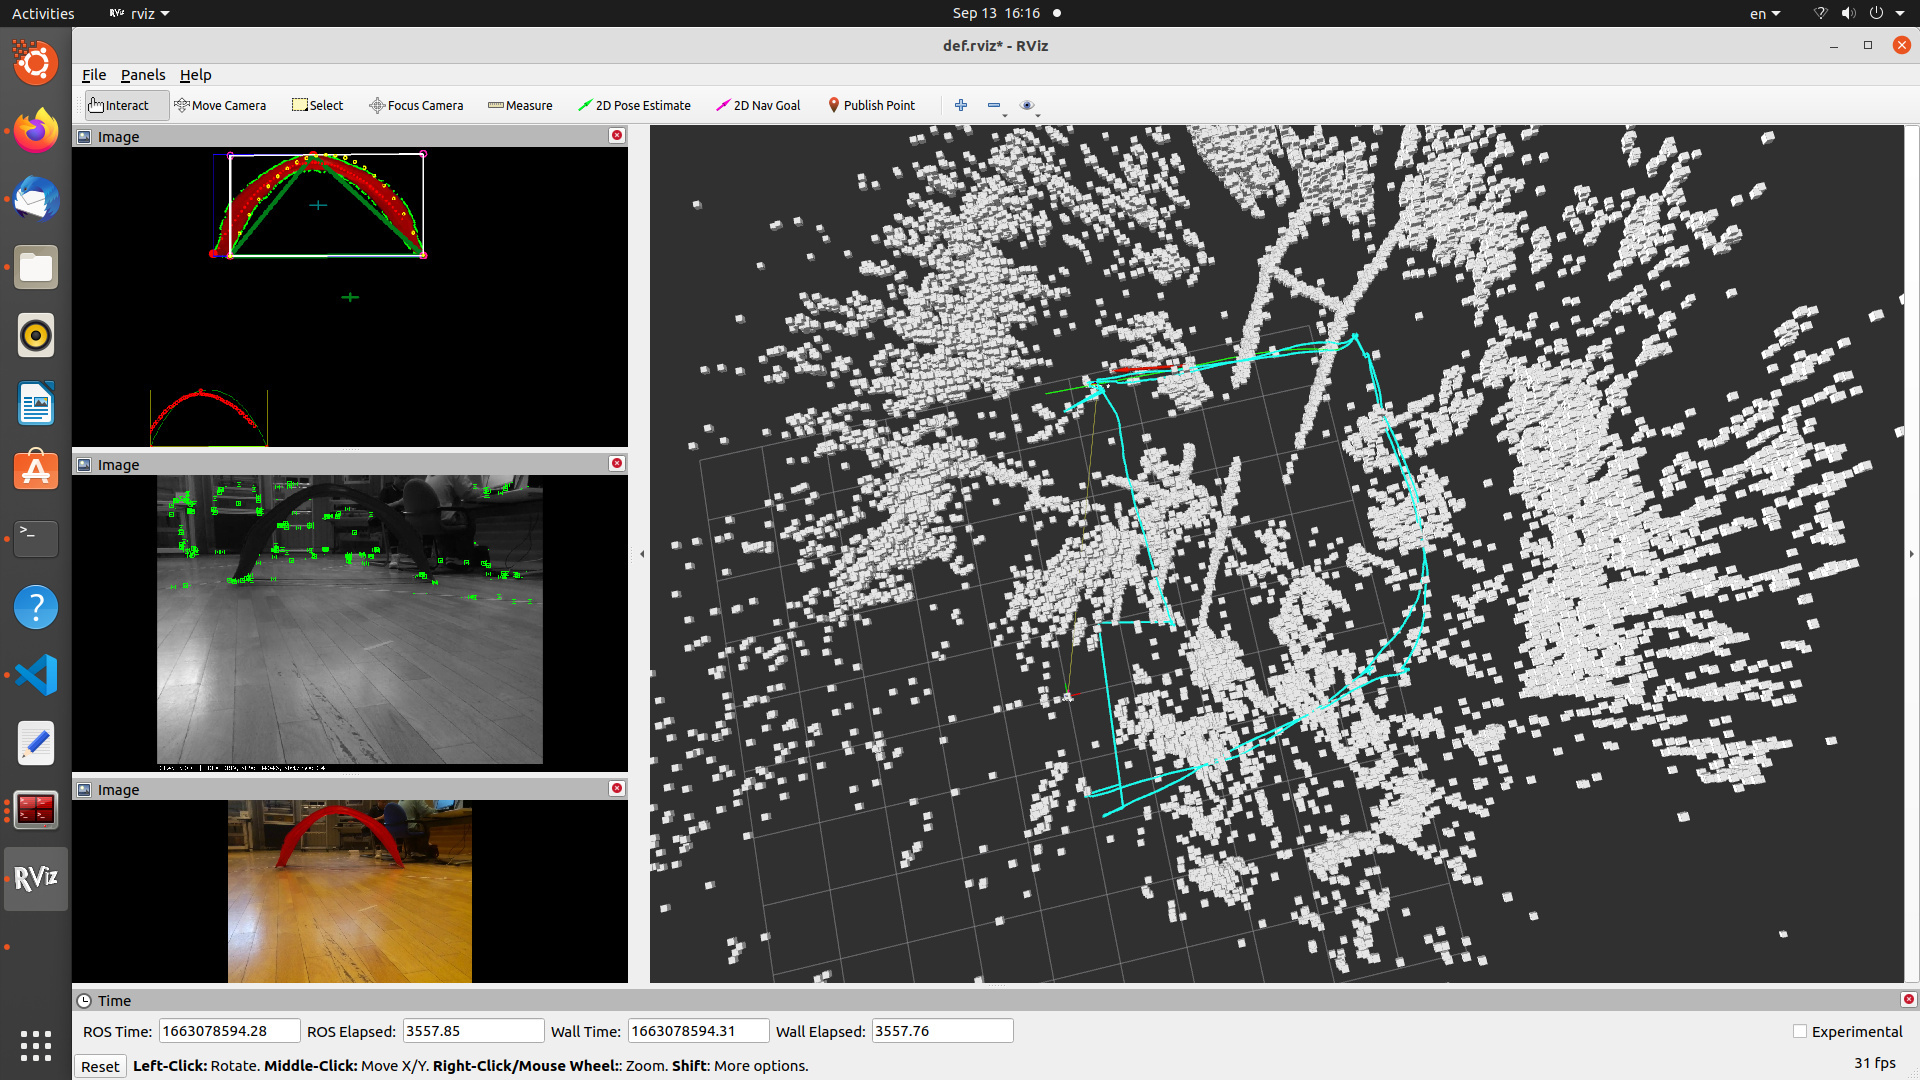 Activities
RViz rviz
Sep 13 16:16
en
def.rviz* - RViz
File Panels Help
Interact Move Camera Select Focus Camera Measure 2D Pose Estimate 2D Nav Goal Publish Point
Image
Image
Image
RViz
Time
ROS Time: 1663078594.28 ROS Elapsed: 3557.85 Wall Time: 1663078594.31 Wall Elapsed: 3557.76
Experimental
Reset Left-Click: Rotate. Middle-Click: Move X/Y. Right-Click/Mouse Wheel:: Zoom. Shift: More options.
31 fps